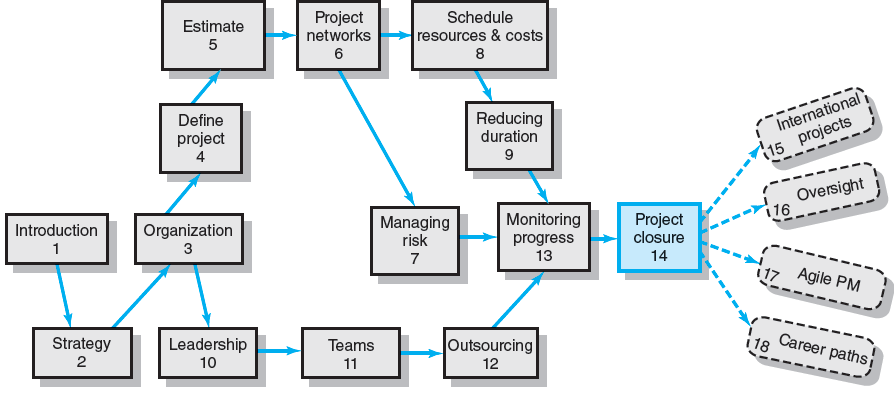 Estimate
5
Project
networks
6
Schedule
resources & costs
8
Define
project
4
Reducing
duration
9
International
projects
15
Oversight
16
Introduction
1
Organization
3
Managing
risk
7
Monitoring
progress
13
Project
closure
14
Agile PM
17
Strategy
2
Leadership
10
Teams
11
Outsourcing
12
Career paths
18